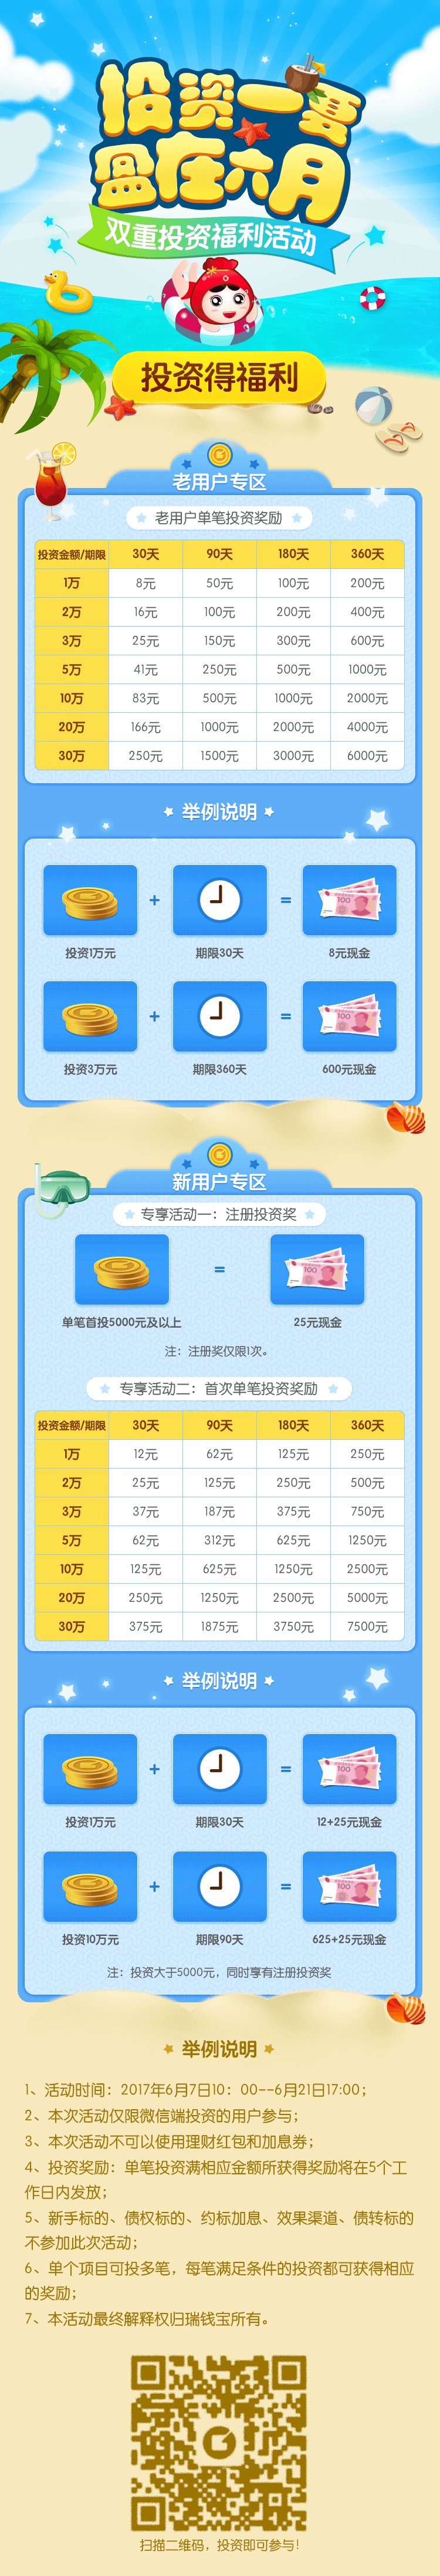 投资一夏
盈在六月
双重投资福利活动
投资得福利
老用户专区
老用户单笔投资奖励
投资金额/期限 30天 90天 180天 360天
1万 8元 50元 100元 200元
2万 16元 100元 200元 400元
3万 25元 150元 300元 600元
5万 41元 250元 500元 1000元
10万 83元 500元 1000元 2000元
20万 166元 1000元 2000元 4000元
30万 250元 1500元 3000元 6000元
举例说明
+ =
投资1万元 期限30天 8元现金
+ =
投资3万元 期限360天 600元现金
新用户专区
专享活动一：注册投资奖
=
单笔首投5000元及以上 25元现金
注：注册奖仅限1次。
专享活动二：首次单笔投资奖励
投资金额/期限 30天 90天 180天 360天
1万 12元 62元 125元 250元
2万 25元 125元 250元 500元
3万 37元 187元 375元 750元
5万 62元 312元 625元 1250元
10万 125元 625元 1250元 2500元
20万 250元 1250元 2500元 5000元
30万 375元 1875元 3750元 7500元
举例说明
+ =
投资1万元 期限30天 12+25元现金
+ =
投资10万元 期限90天 625+25元现金
注：投资大于5000元，同时享有注册投资奖
举例说明
1、活动时间：2017年6月7日10：00--6月21日17:00；
2、本次活动仅限微信端投资的用户参与；
3、本次活动不可以使用理财红包和加息券；
4、投资奖励：单笔投资满相应金额所获得奖励将在5个工
作日内发放；
5、新手标的、债权标的、约标加息、效果渠道、债转标的
不参加此次活动；
6、单个项目可投多笔，每笔满足条件的投资都可获得相应
的奖励；
7、本活动最终解释权归瑞钱宝所有。
扫描二维码，投资即可参与!